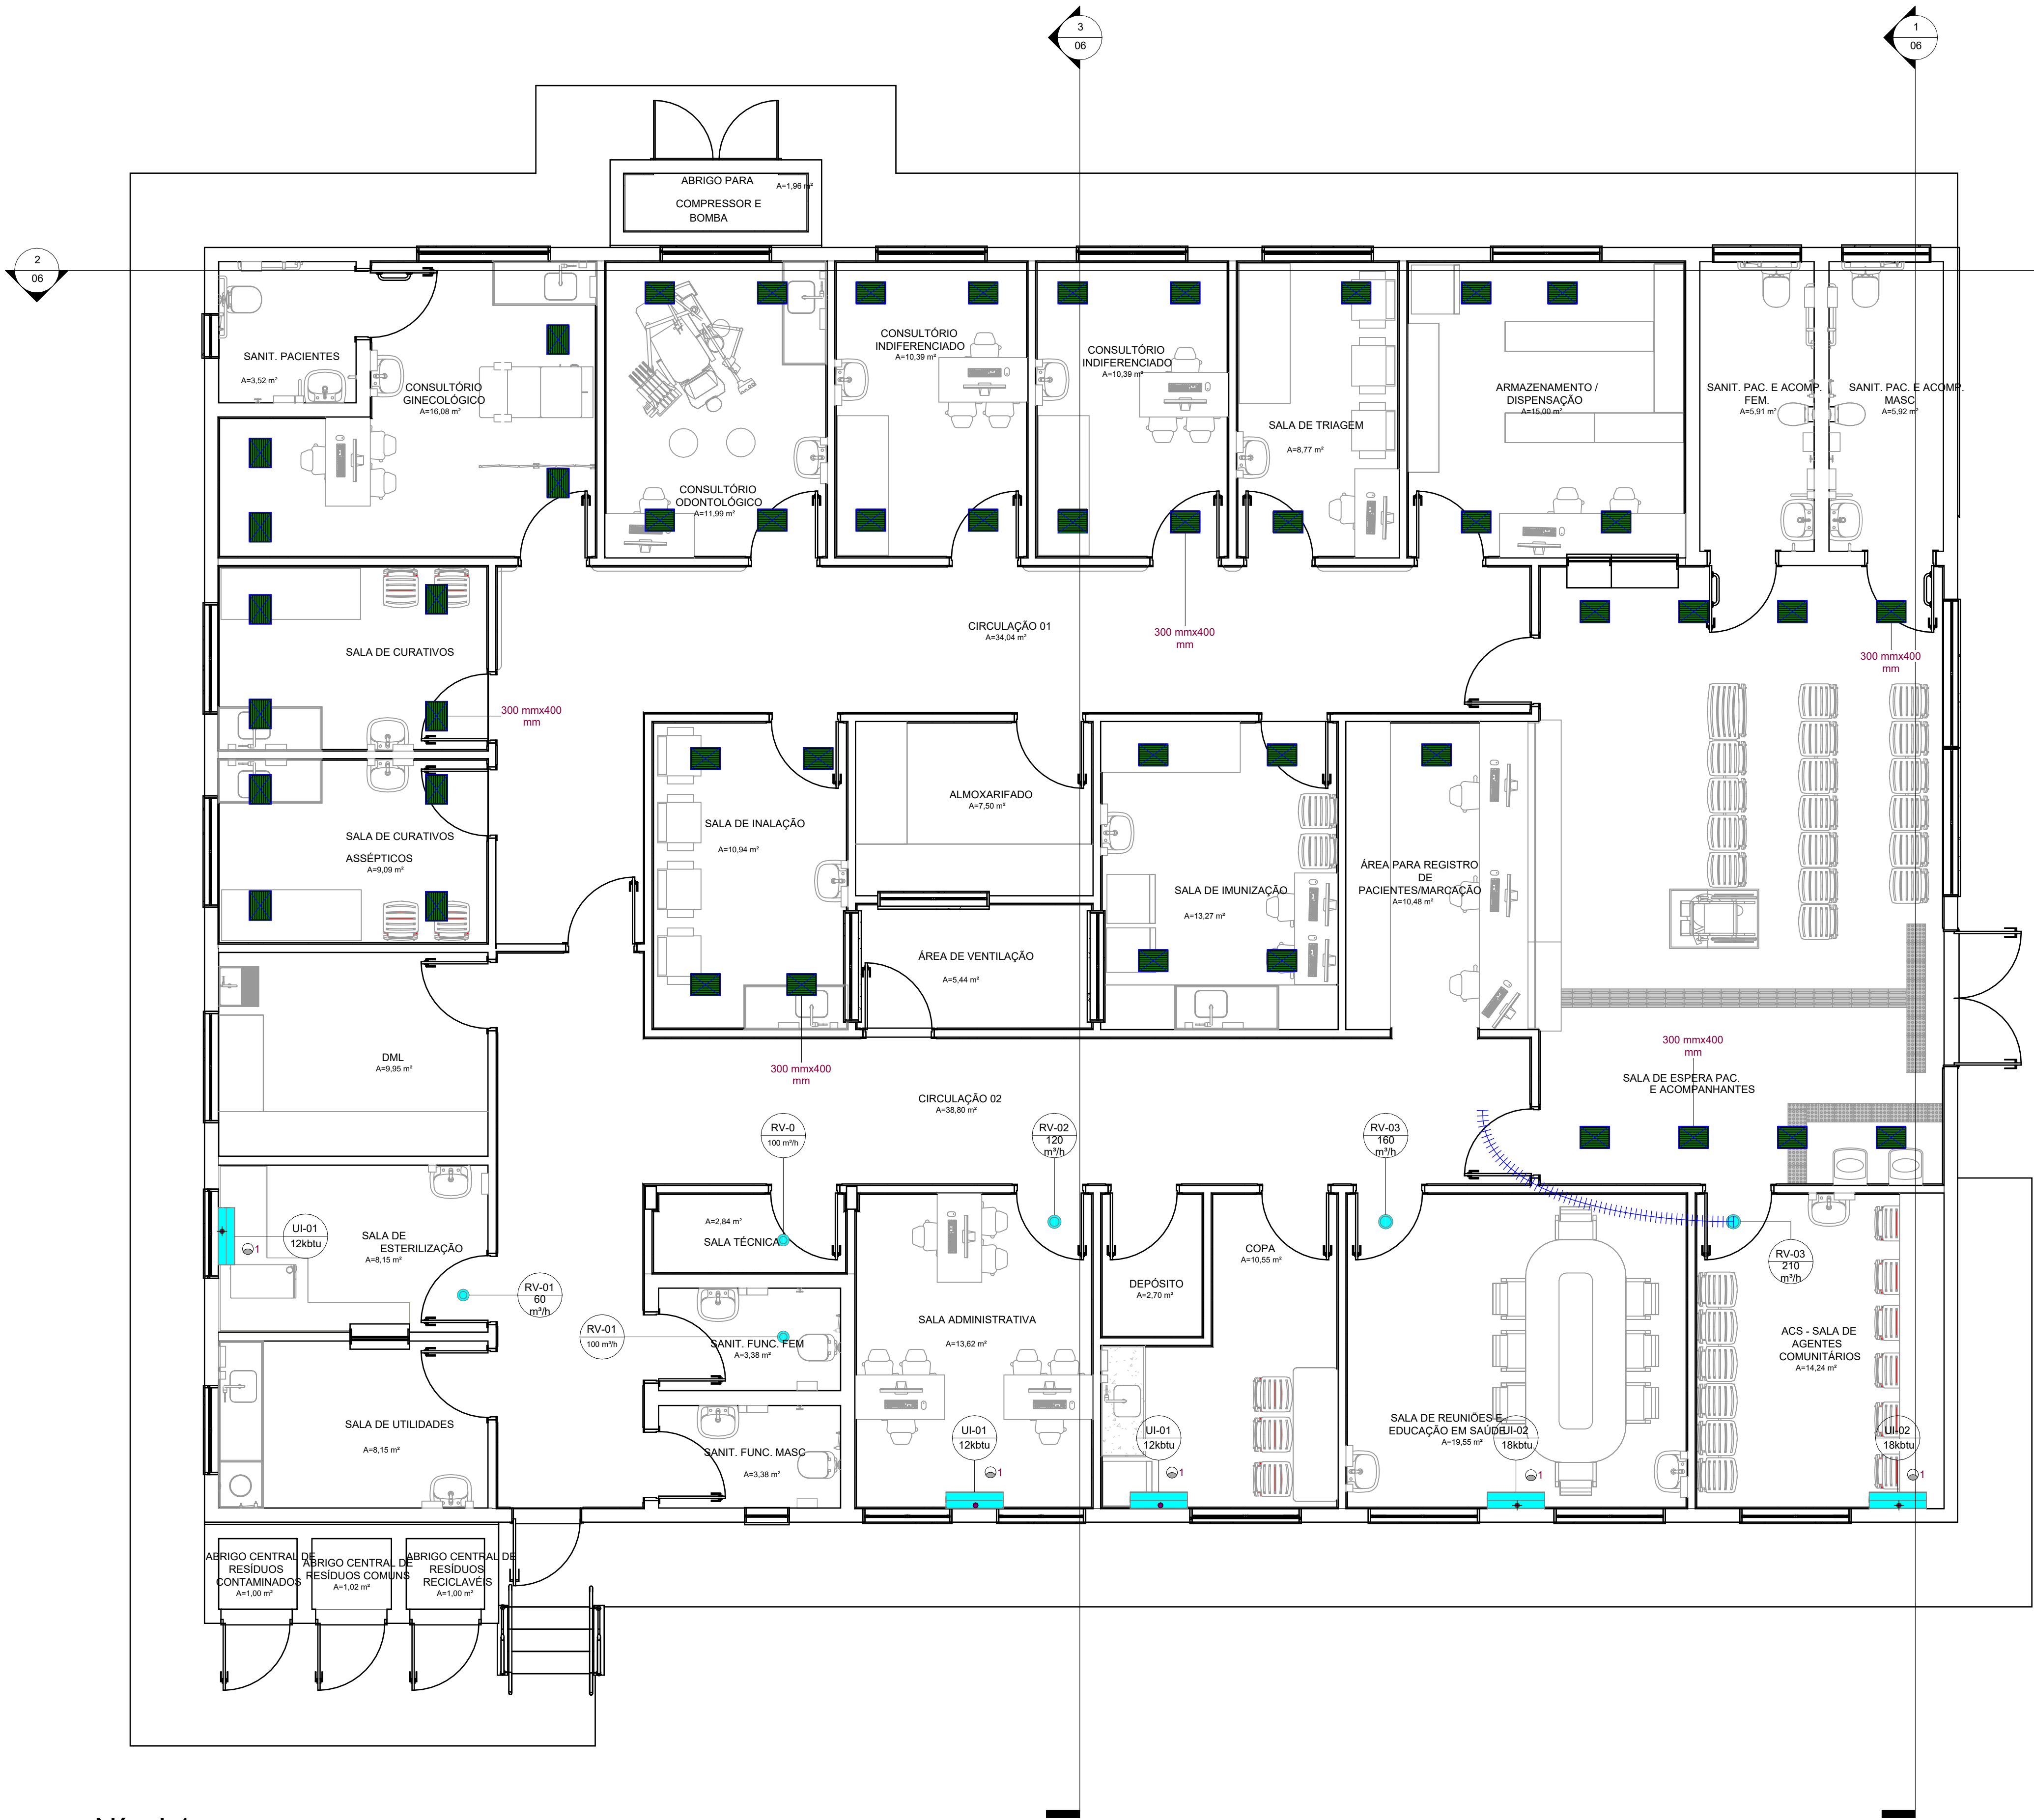 3
06
1
06
2
06
ABRIGO PARA
A=1,96 m²
COMPRESSOR E
BOMBA
SANIT. PACIENTES
A=3,52 m²
CONSULTÓRIO
GINECOLÓGICO
A=16,08 m²
CONSULTÓRIO
ODONTOLÓGICO
A=11,99 m²
CONSULTÓRIO
INDIFERENCIADO
A=10,39 m²
CONSULTÓRIO
INDIFERENCIADO
A=10,39 m²
SALA DE TRIAGEM
A=8,77 m²
ARMAZENAMENTO /
DISPENSAÇÃO
A=15,00 m²
SANIT. PAC. E ACOMP.
FEM.
A=5,91 m²
SANIT. PAC. E ACOMP.
MASC
A=5,92 m²
CIRCULAÇÃO 01
A=34,04 m²
300 mmx400
mm
300 mmx400
mm
SALA DE CURATIVOS
300 mmx400
mm
SALA DE CURATIVOS
ASSÉPTICOS
A=9,09 m²
SALA DE INALAÇÃO
A=10,94 m²
ALMOXARIFADO
A=7,50 m²
SALA DE IMUNIZAÇÃO
A=13,27 m²
ÁREA PARA REGISTRO
DE
PACIENTES/MARCAÇÃO
A=10,48 m²
ÁREA DE VENTILAÇÃO
A=5,44 m²
DML
A=9,95 m²
300 mmx400
mm
300 mmx400
mm
SALA DE ESPERA PAC.
E ACOMPANHANTES
CIRCULAÇÃO 02
A=38,80 m²
RV-0
100 m³/h
RV-02
120
m³/h
RV-03
160
m³/h
UI-01
12kbtu
1
SALA DE
ESTERILIZAÇÃO
A=8,15 m²
A=2,84 m²
SALA TÉCNICA
RV-01
60
m³/h
RV-01
100 m³/h
SANIT. FUNC. FEM
A=3,38 m²
SALA ADMINISTRATIVA
A=13,62 m²
DEPÓSITO
A=2,70 m²
COPA
A=10,55 m²
RV-03
210
m³/h
ACS - SALA DE
AGENTES
COMUNITÁRIOS
A=14,24 m²
SALA DE UTILIDADES
A=8,15 m²
SANIT. FUNC. MASC
A=3,38 m²
UI-01
12kbtu
1
UI-01
12kbtu
1
SALA DE REUNIÕES E
EDUCAÇÃO EM SAÚDE
A=19,55 m²
UI-02
18kbtu
1
UI-02
18kbtu
1
ABRIGO CENTRAL DE
RESÍDUOS
CONTAMINADOS
A=1,00 m²
ABRIGO CENTRAL DE
RESÍDUOS COMUNS
A=1,02 m²
ABRIGO CENTRAL DE
RESÍDUOS
RECICLAVÉIS
A=1,00 m²